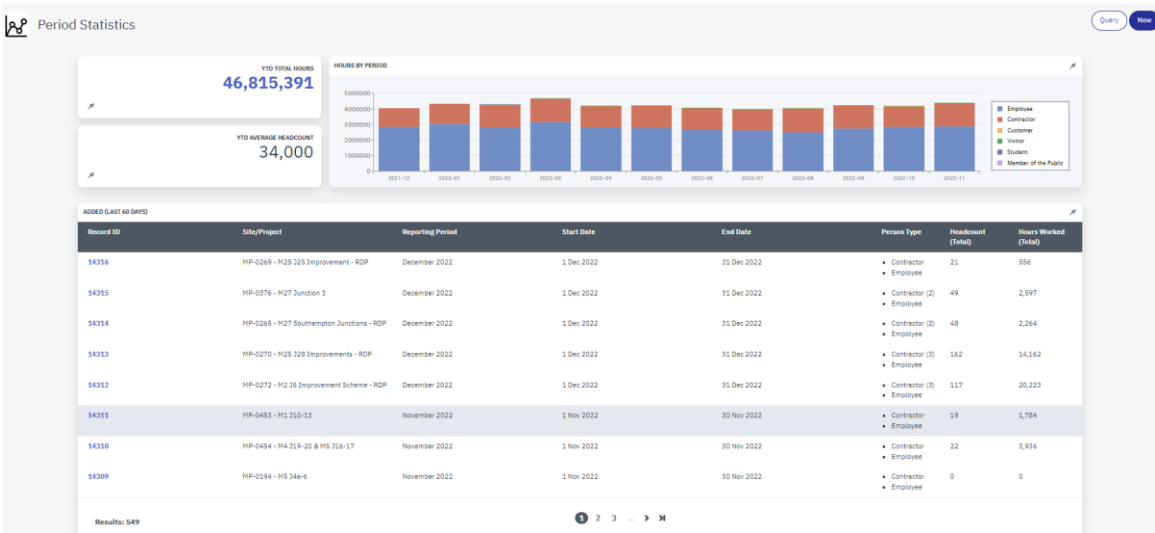 Period Statistics
Query
New
YTD TOTAL HOURS
46,815,391
YTD AVERAGE HEADCOUNT
34,000
HOURS BY PERIOD
5000000
4000000
3000000
2000000
1000000
0
2021-12 2022-01 2022-02 2022-03 2022-04 2022-05 2022-06 2022-07 2022-08 2022-09 2022-10 2022-11
Employee
Contractor
Customer
Visitor
Student
Member of the Public
ADDED (LAST 60 DAYS)
Record ID Site/Project Reporting Period Start Date End Date Person Type Headcount (Total) Hours Worked (Total)
14316 MP-0269 - M25 J25 Improvement - RDP December 2022 1 Dec 2022 31 Dec 2022 • Contractor 21 556
• Employee
14315 MP-0376 - M27 Junction 3 December 2022 1 Dec 2022 31 Dec 2022 • Contractor (2) 49 2,597
• Employee
14314 MP-0265 - M27 Southampton Junctions - RDP December 2022 1 Dec 2022 31 Dec 2022 • Contractor (2) 48 2,264
• Employee
14313 MP-0270 - M25 J28 Improvements - RDP December 2022 1 Dec 2022 31 Dec 2022 • Contractor (3) 162 14,162
• Employee
14312 MP-0272 - M2 J5 Improvement Scheme - RDP December 2022 1 Dec 2022 31 Dec 2022 • Contractor (3) 117 20,223
• Employee
14311 MP-0453 - M1 J10-13 November 2022 1 Nov 2022 30 Nov 2022 • Contractor 19 1,784
• Employee
14310 MP-0454 - M4 J19-20 & M5 J16-17 November 2022 1 Nov 2022 30 Nov 2022 • Contractor 22 3,936
• Employee
14309 MP-0194 - M5 J4a-6 November 2022 1 Nov 2022 30 Nov 2022 • Contractor 0 0
• Employee
Results: 549
1 2 3 ...